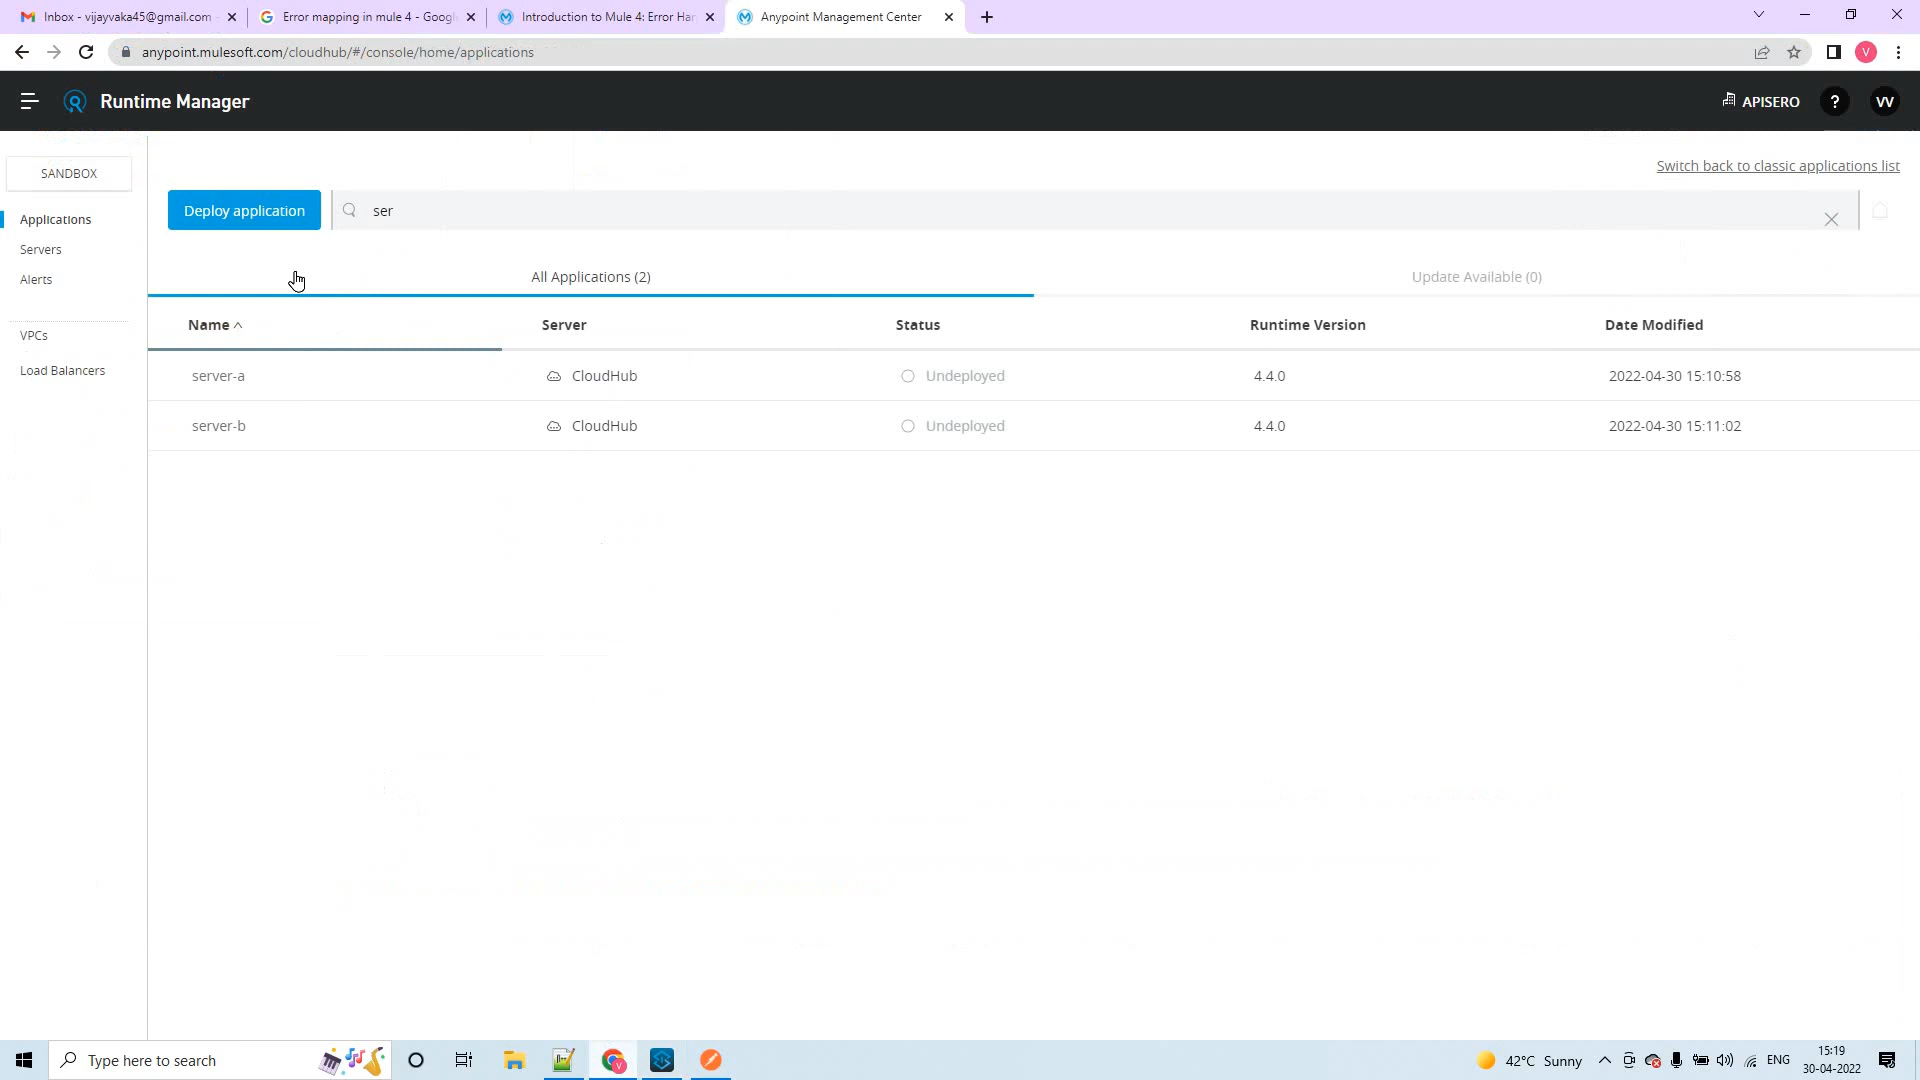 Inbox - vijayvaka45@gmail.com
Error mapping in mule 4 - Googl
Introduction to Mule 4: Error Har
Anypoint Management Center
anypoint.mulesoft.com/cloudhub/#/console/home/applications
V
Runtime Manager
APISERO
?
VV
SANDBOX
Switch back to classic applications list
Deploy application
ser
Applications
Servers
Alerts
VPCs
Load Balancers
All Applications (2)
Update Available (0)
Name
Server
Status
Runtime Version
Date Modified
server-a
CloudHub
Undeployed
4.4.0
2022-04-30 15:10:58
server-b
CloudHub
Undeployed
4.4.0
2022-04-30 15:11:02
Type here to search
42°C Sunny
ENG
15:19
30-04-2022